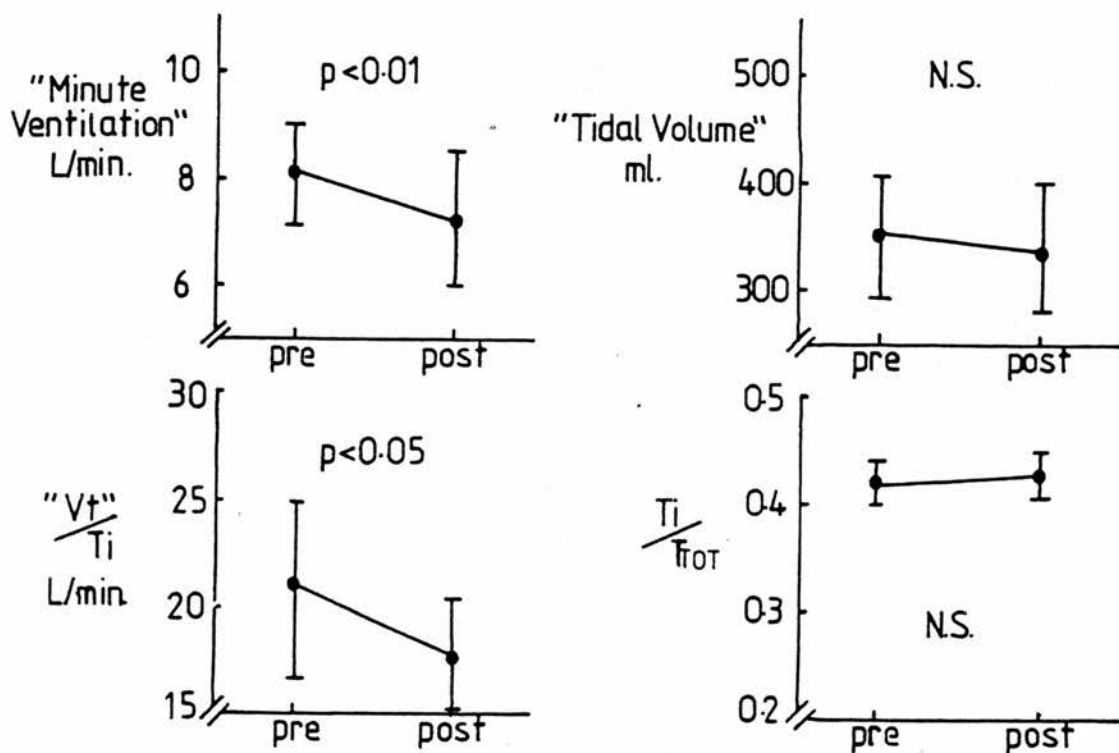 10
"Minute
Ventilation"
L/min.
8
6
p<0.01
pre
post
500
"Tidal Volume"
ml.
400
300
N.S.
pre
post
30
25
"Vt"
/Ti
L/min.
20
15
p<0.05
pre
post
0.5
0.4
Ti
/TTOT
0.3
0.2
N.S.
pre
post